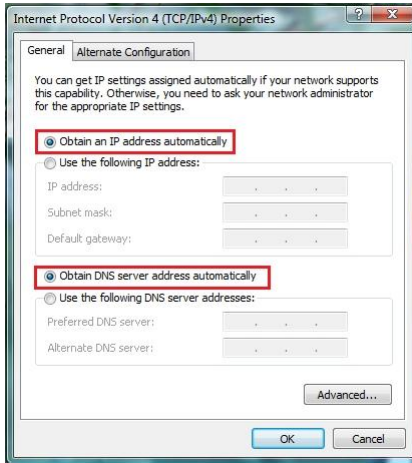 Internet Protocol Version 4 (TCP/IPv4) Properties
General
Alternate Configuration
You can get IP settings assigned automatically if your network supports
this capability. Otherwise, you need to ask your network administrator
for the appropriate IP settings.
Obtain an IP address automatically
Use the following IP address:
IP address:
Subnet mask:
Default gateway:
Obtain DNS server address automatically
Use the following DNS server addresses:
Preferred DNS server:
Alternate DNS server:
Advanced...
OK
Cancel